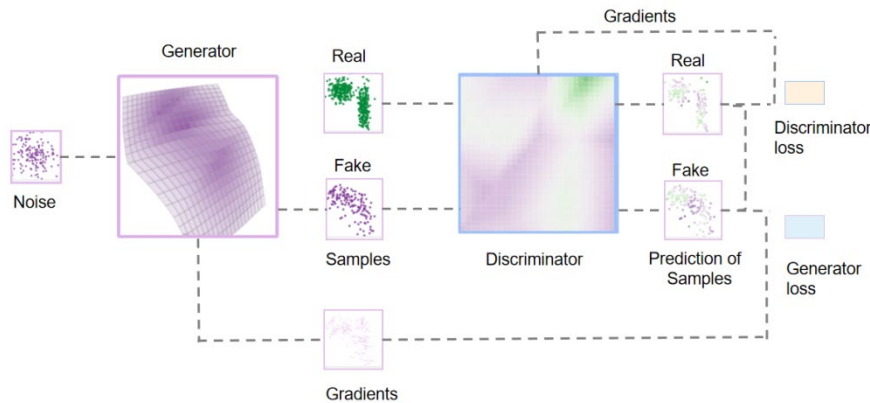 Gradients
Generator
Real
Real
Discriminator
loss
Fake
Fake
Noise
Samples
Discriminator
Prediction of
Samples
Generator
loss
Gradients